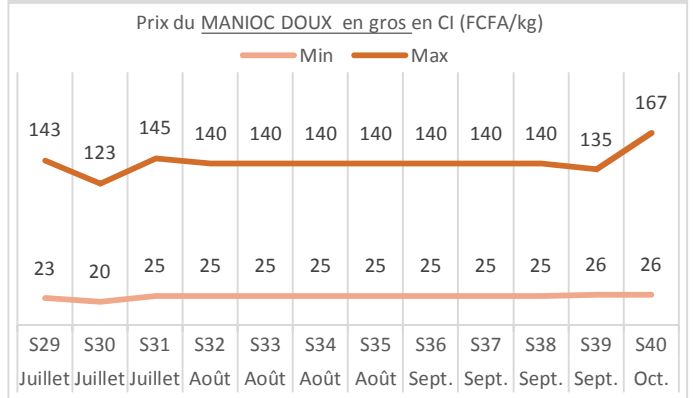 Prix du MANIOC DOUX en gros en CI (FCFA/kg)
Min Max
143 123 145 140 140 140 140 140 140 140 135 167
23 20 25 25 25 25 25 25 25 25 26 26
S29 S30 S31 S32 S33 S34 S35 S36 S37 S38 S39 S40
Juillet Juillet Juillet Août Août Août Août Sept. Sept. Sept. Sept. Oct.